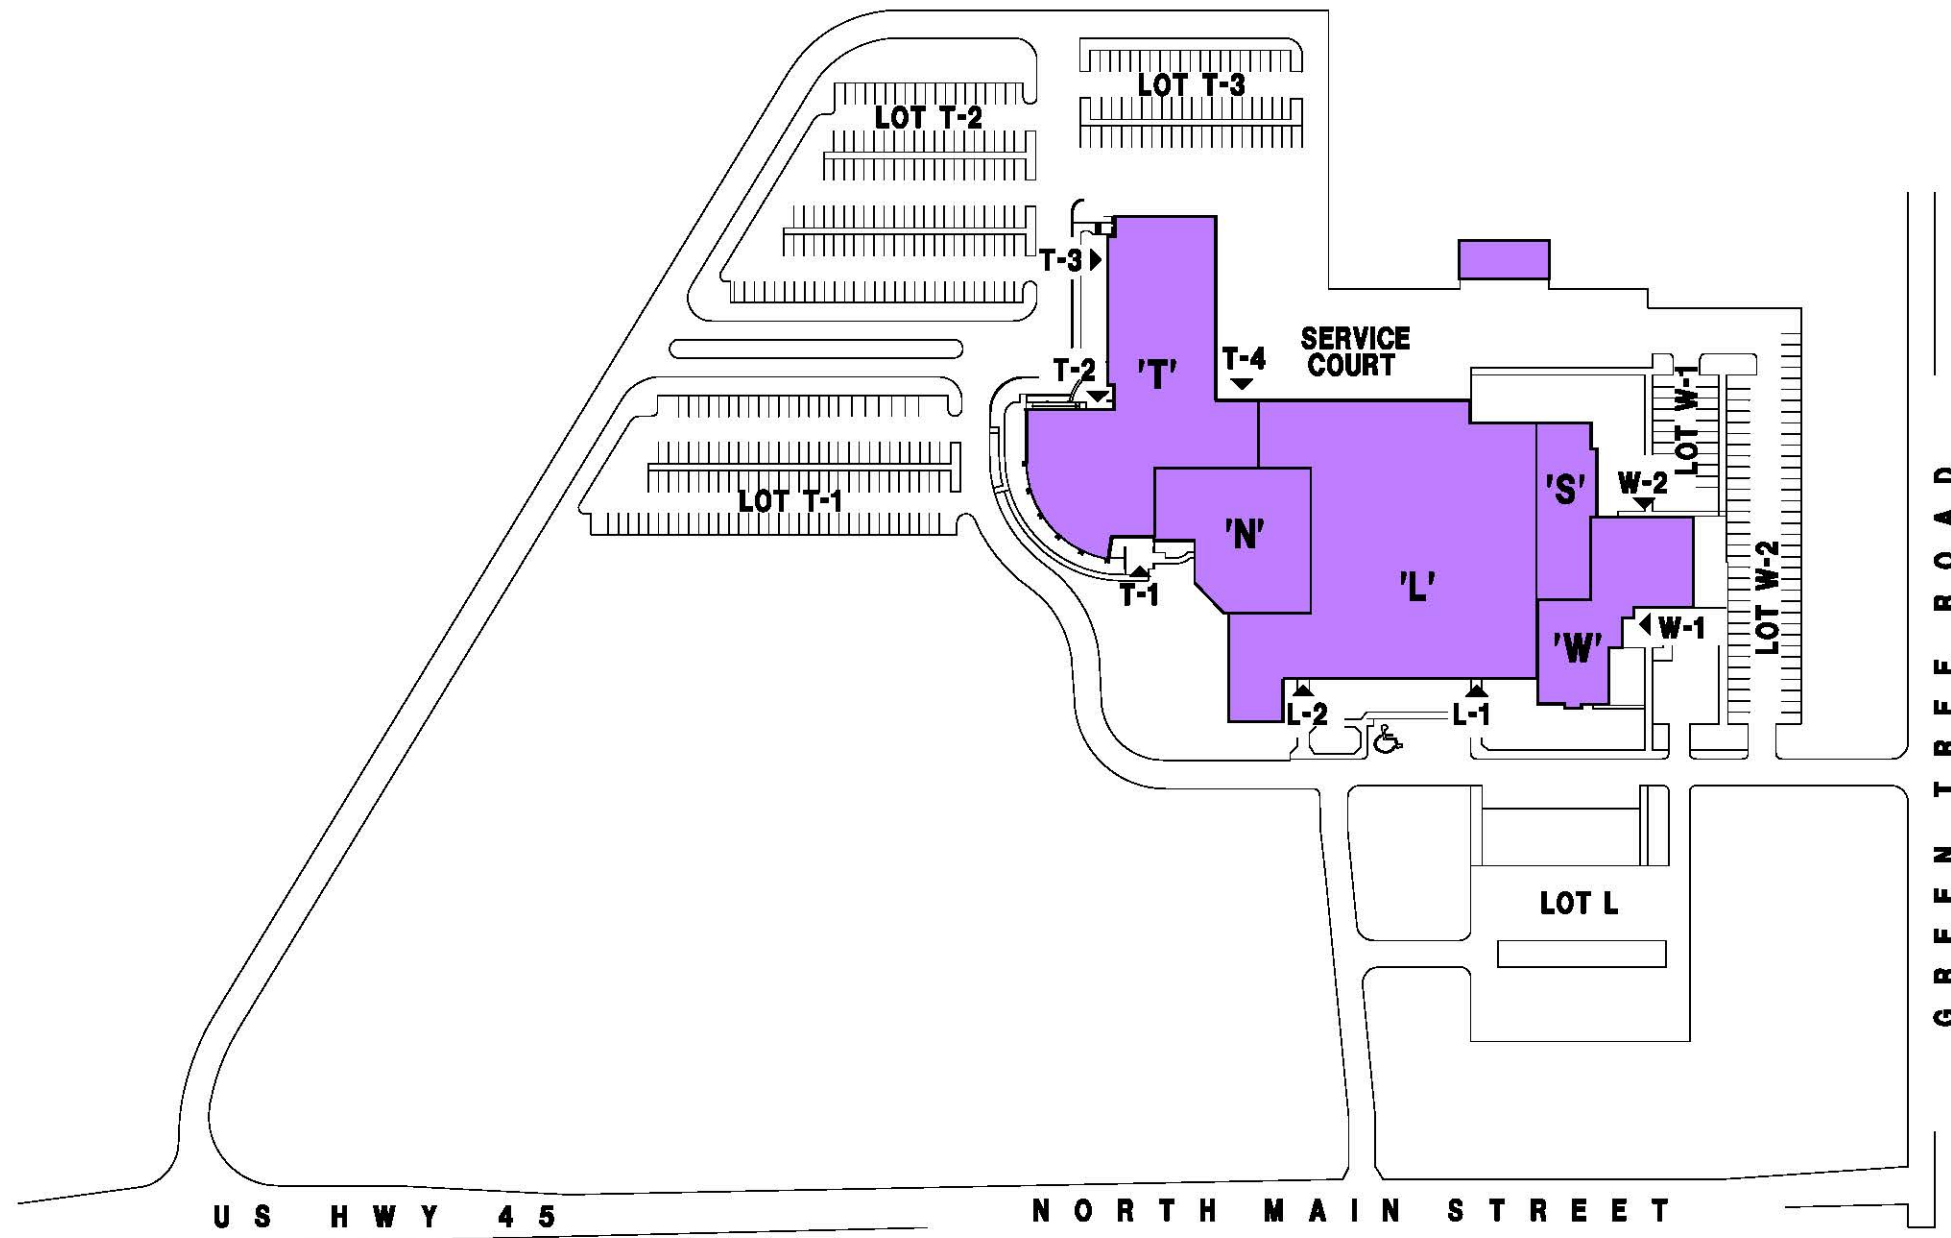 LOT T-3
LOT T-2
T-3
SERVICE
COURT
T-2
'T'
T-4
LOT W-1
LOT T-1
'S'
W-2
'N'
'L'
T-1
LOT W-2
'W'
W-1
L-2
L-1
LOT L
GREEN TREE ROAD
US HWY 45
NORTH MAIN STREET